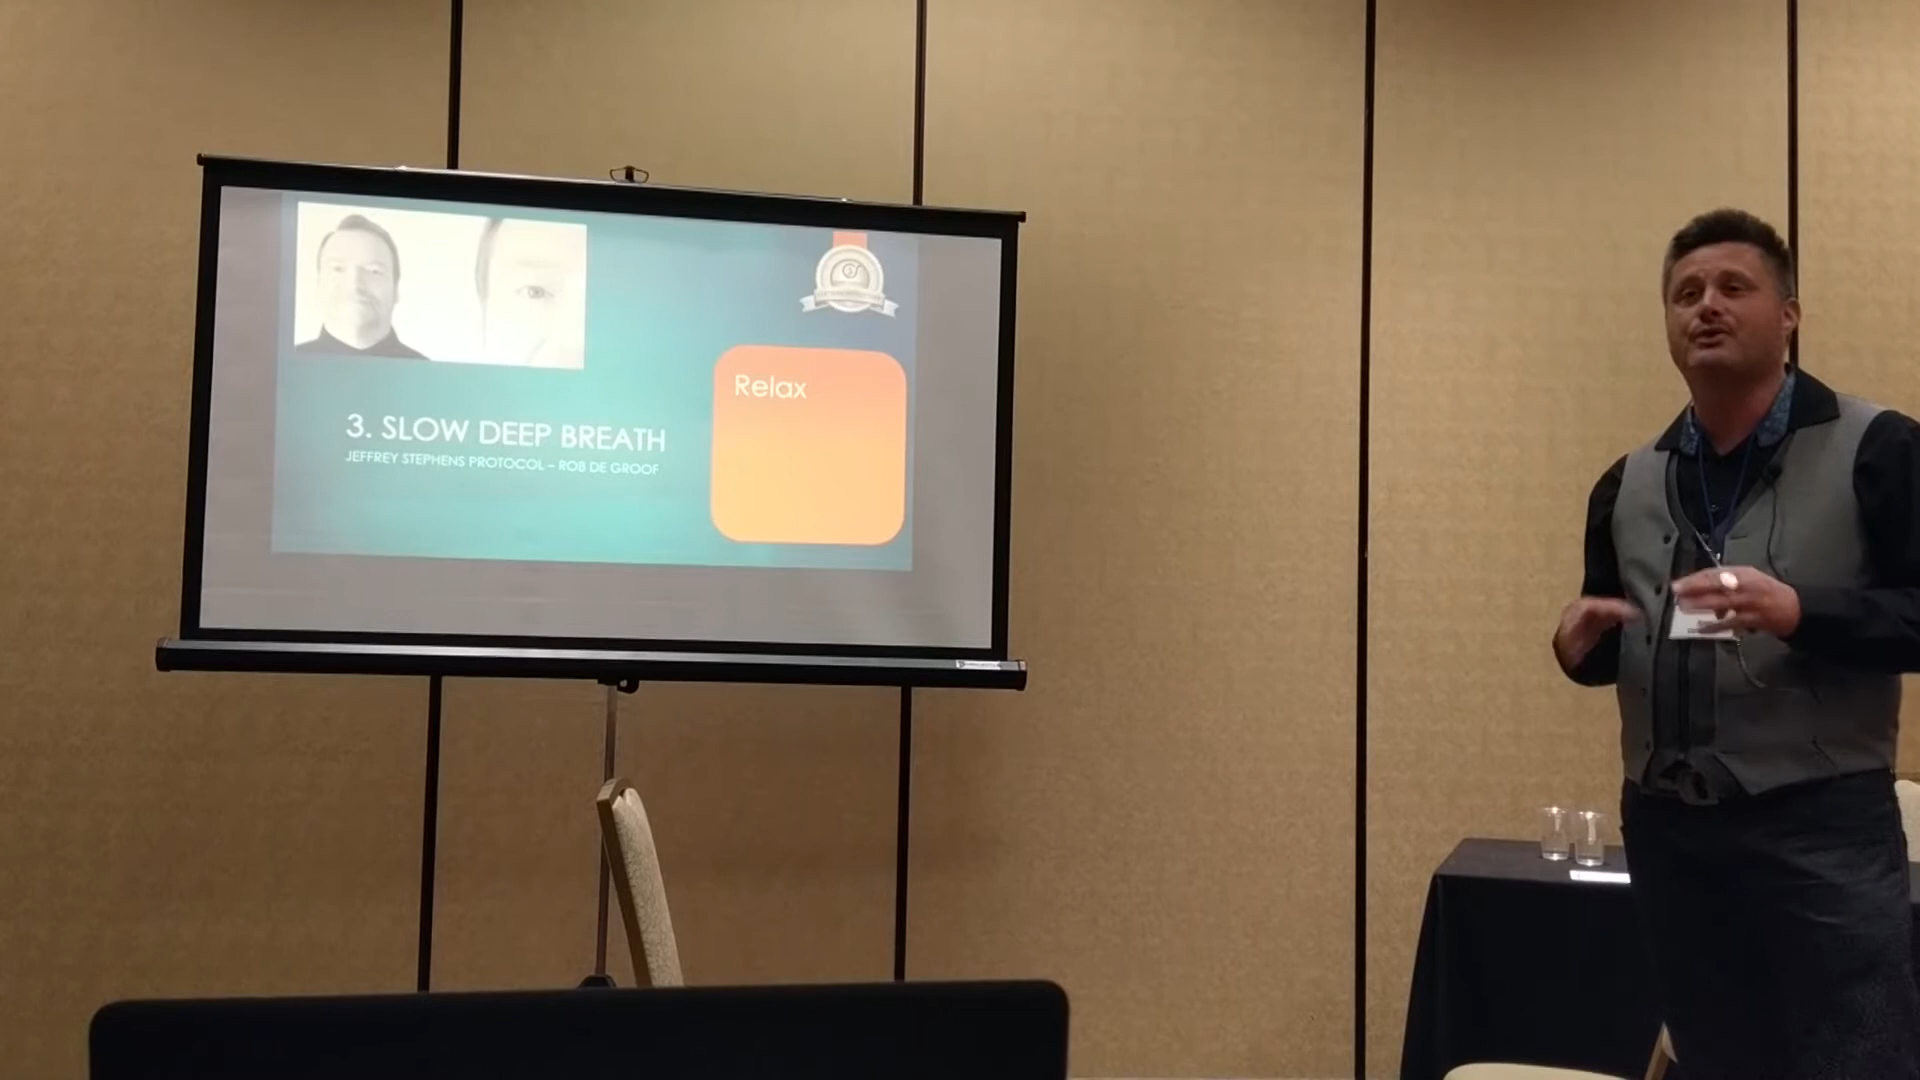 3. SLOW DEEP BREATH
JEFFREY STEPHENS PROTOCOL – ROB DE GROOF
Relax